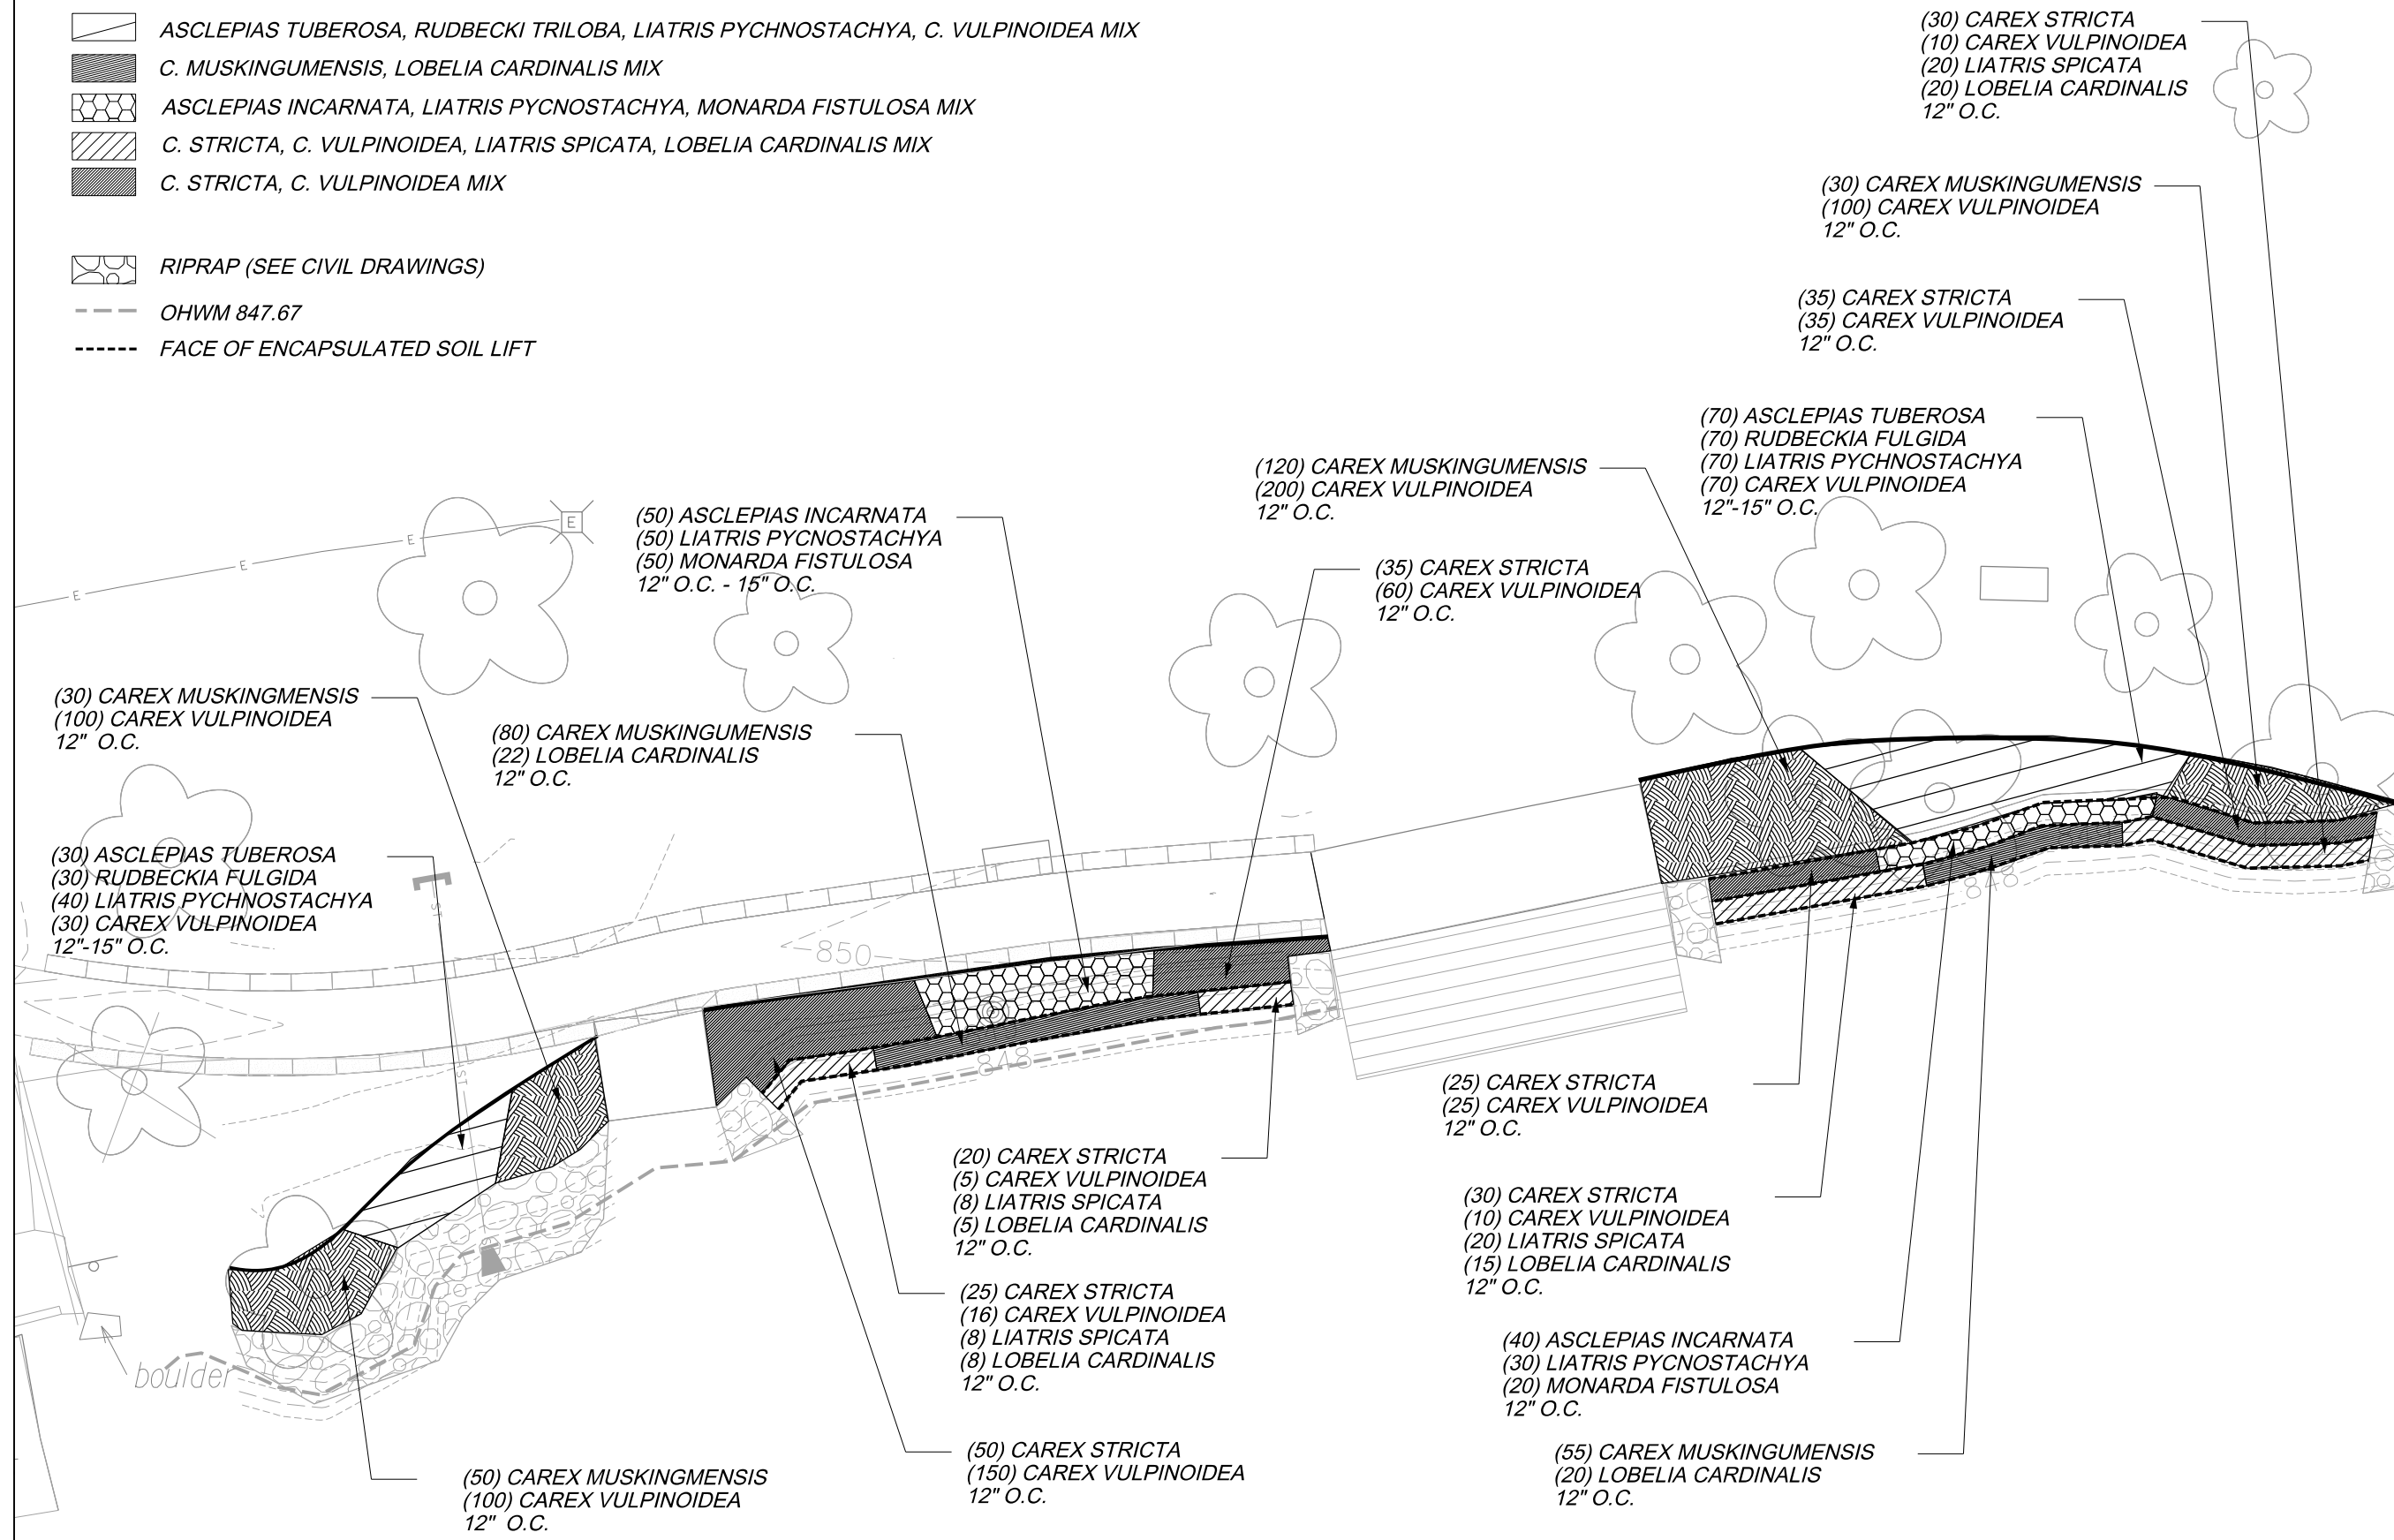 ASCLEPIAS TUBEROSA, RUDBECKI TRILOBA, LIATRIS PYCHNOSTACHYA, C. VULPINOIDEA MIX
C. MUSKINGUMENSIS, LOBELIA CARDINALIS MIX
ASCLEPIAS INCARNATA, LIATRIS PYCNOSTACHYA, MONARDA FISTULOSA MIX
C. STRICTA, C. VULPINOIDEA, LIATRIS SPICATA, LOBELIA CARDINALIS MIX
C. STRICTA, C. VULPINOIDEA MIX
RIPRAP (SEE CIVIL DRAWINGS)
OHWM 847.67
FACE OF ENCAPSULATED SOIL LIFT
(30) CAREX STRICTA
(10) CAREX VULPINOIDEA
(20) LIATRIS SPICATA
(20) LOBELIA CARDINALIS
12" O.C.
(30) CAREX MUSKINGUMENSIS
(100) CAREX VULPINOIDEA
12" O.C.
(35) CAREX STRICTA
(35) CAREX VULPINOIDEA
12" O.C.
(70) ASCLEPIAS TUBEROSA
(70) RUDBECKIA FULGIDA
(70) LIATRIS PYCHNOSTACHYA
(70) CAREX VULPINOIDEA
12"-15" O.C.
(120) CAREX MUSKINGUMENSIS
(200) CAREX VULPINOIDEA
12" O.C.
(35) CAREX STRICTA
(60) CAREX VULPINOIDEA
12" O.C.
(50) ASCLEPIAS INCARNATA
(50) LIATRIS PYCNOSTACHYA
(50) MONARDA FISTULOSA
12" O.C. - 15" O.C.
E
E
E
E
(30) CAREX MUSKINGMENSIS
(100) CAREX VULPINOIDEA
12" O.C.
(80) CAREX MUSKINGUMENSIS
(22) LOBELIA CARDINALIS
12" O.C.
(30) ASCLEPIAS TUBEROSA
(30) RUDBECKIA FULGIDA
(40) LIATRIS PYCHNOSTACHYA
(30) CAREX VULPINOIDEA
12"-15" O.C.
ST
ST
850
848
848
(25) CAREX STRICTA
(25) CAREX VULPINOIDEA
12" O.C.
(20) CAREX STRICTA
(5) CAREX VULPINOIDEA
(8) LIATRIS SPICATA
(5) LOBELIA CARDINALIS
12" O.C.
(30) CAREX STRICTA
(10) CAREX VULPINOIDEA
(20) LIATRIS SPICATA
(15) LOBELIA CARDINALIS
12" O.C.
(25) CAREX STRICTA
(16) CAREX VULPINOIDEA
(8) LIATRIS SPICATA
(8) LOBELIA CARDINALIS
12" O.C.
(40) ASCLEPIAS INCARNATA
(30) LIATRIS PYCNOSTACHYA
(20) MONARDA FISTULOSA
12" O.C.
boulder
(50) CAREX STRICTA
(150) CAREX VULPINOIDEA
12" O.C.
(55) CAREX MUSKINGUMENSIS
(20) LOBELIA CARDINALIS
12" O.C.
(50) CAREX MUSKINGMENSIS
(100) CAREX VULPINOIDEA
12" O.C.